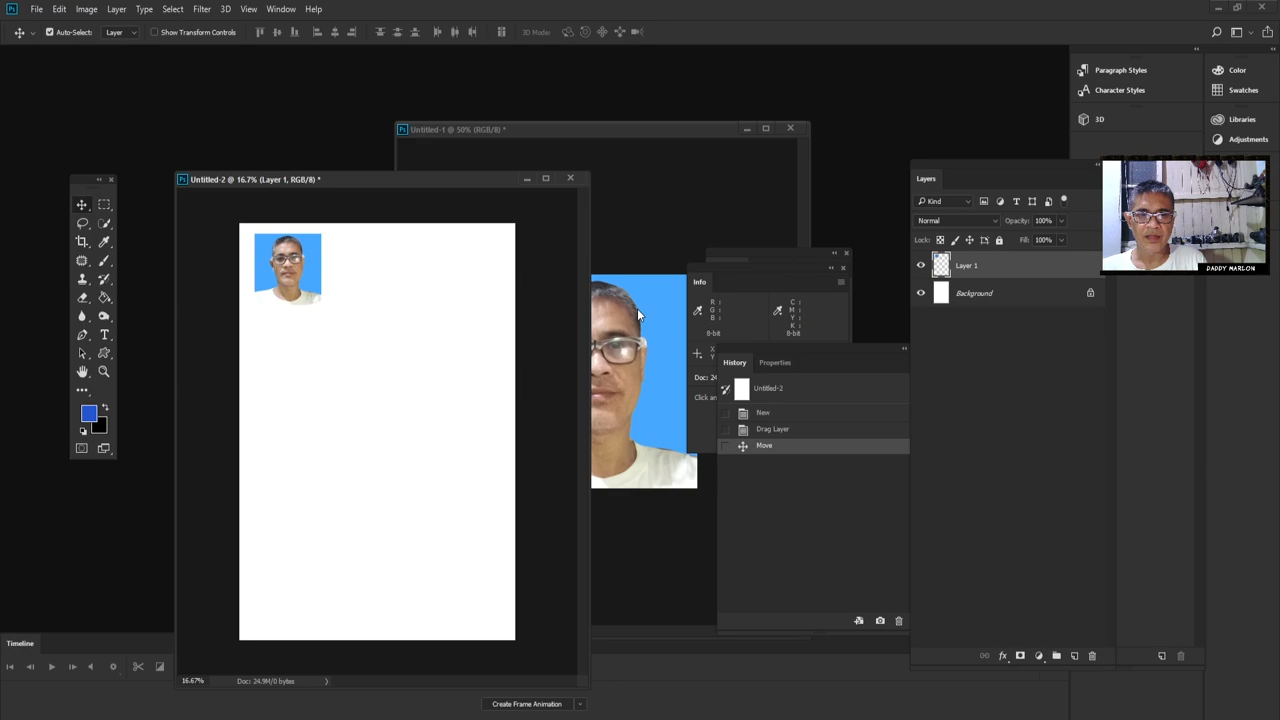 Ps File Edit Image Layer Type Select Filter 3D View Window Help
Auto-Select: Layer Show Transform Controls 3D Mode:
Paragraph Styles
Character Styles
3D
Color
Swatches
Libraries
Adjustments
Ps Untitled-1 @ 50% (RGB/8) *
Ps Untitled-2 @ 16.7% (Layer 1, RGB/8) *
Info
R :
G :
B :
8-bit
C :
M :
Y :
K :
8-bit
X
Y
Doc: 24
Click an
History Properties
Untitled-2
New
Drag Layer
Move
Layers
Kind
Normal Opacity: 100%
Lock: Fill: 100%
Layer 1
Background
DADDY MARLON
16.67% Doc: 24.9M/0 bytes
Timeline
Create Frame Animation